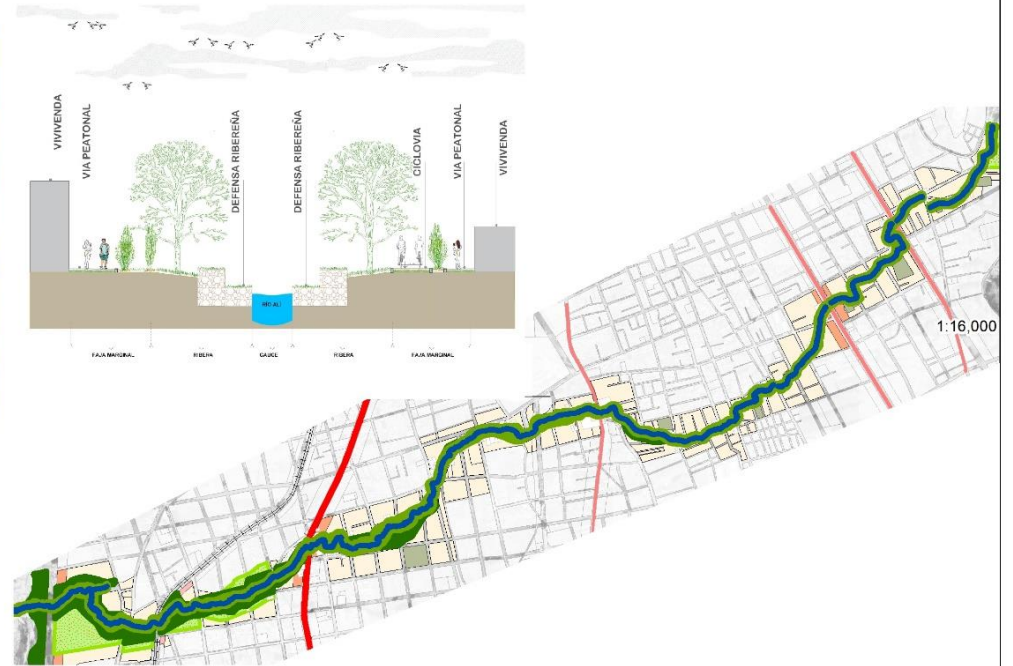 VIVIVENDA
VIA PEATONAL
DEFENSA RIBEREÑA
DEFENSA RIBEREÑA
CICLOVIA
VIA PEATONAL
VIVIENDA
RIO ALI
FAJA MARGINAL
RIBERA
CAUCE
RIBERA
FAJA MARGINAL
1:16,000